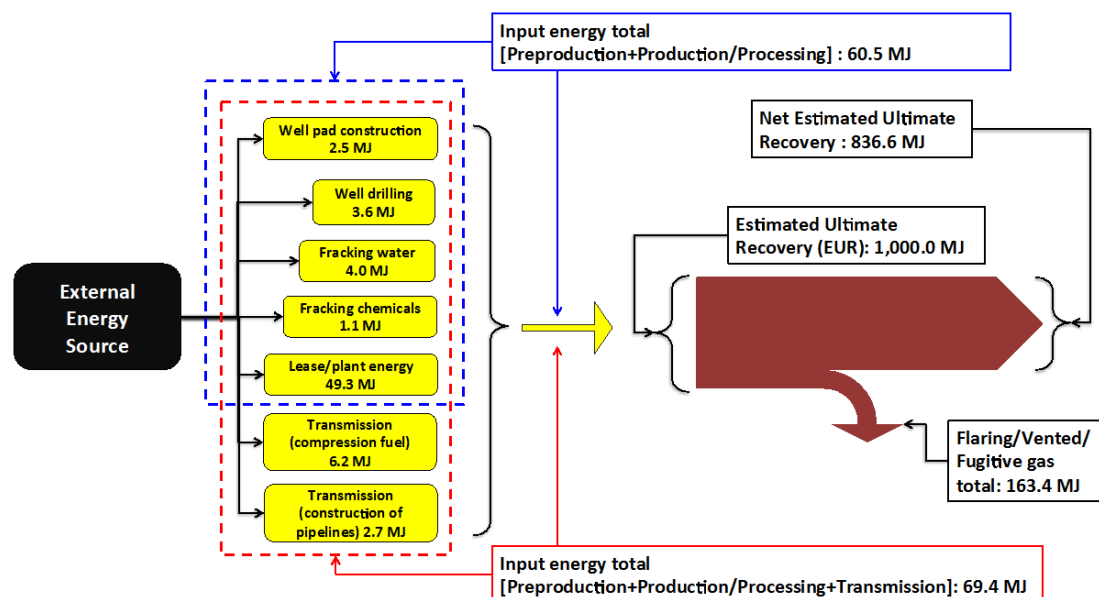 Input energy total
[Preproduction+Production/Processing] : 60.5 MJ
Net Estimated Ultimate
Recovery : 836.6 MJ
Well pad construction
2.5 MJ
Well drilling
3.6 MJ
Estimated Ultimate
Recovery (EUR): 1,000.0 MJ
Fracking water
4.0 MJ
External
Energy
Source
Fracking chemicals
1.1 MJ
Lease/plant energy
49.3 MJ
Transmission
(compression fuel)
6.2 MJ
Flaring/Vented/
Fugitive gas
total: 163.4 MJ
Transmission
(construction of
pipelines) 2.7 MJ
Input energy total
[Preproduction+Production/Processing+Transmission]: 69.4 MJ